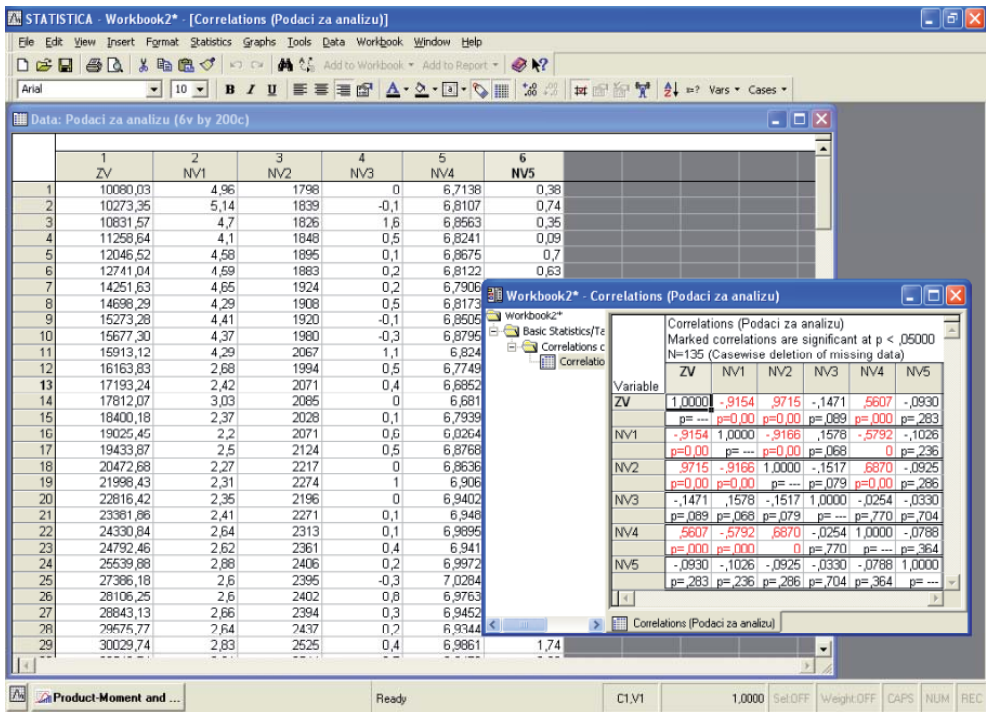 STATISTICA - Workbook2* - [Correlations (Podaci za analizu)]
File Edit View Insert Format Statistics Graphs Tools Data Workbook Window Help
Add to Workbook Add to Report
Arial 10 B I U Vars Cases
Data: Podaci za analizu (6v by 200c)
1 2 3 4 5 6
ZV NV1 NV2 NV3 NV4 NV5
1 10080,03 4,96 1798 0 6,7138 0,38
2 10273,35 5,14 1839 -0,1 6,8107 0,74
3 10831,57 4,7 1826 1,6 6,8563 0,35
4 11258,64 4,1 1848 0,5 6,8241 0,09
5 12046,52 4,58 1895 0,1 6,8675 0,7
6 12741,04 4,59 1883 0,2 6,8122 0,63
7 14251,63 4,65 1924 0,2 6,7906
8 14698,29 4,29 1908 0,5 6,8173
9 15273,28 4,41 1920 -0,1 6,8505
10 15677,30 4,37 1980 -0,3 6,8795
11 15913,12 4,29 2067 1,1 6,824
12 16163,83 2,68 1994 0,5 6,7749
13 17193,24 2,42 2071 0,4 6,6852
14 17812,07 3,03 2085 0 6,681
15 18400,18 2,37 2028 0,1 6,7939
16 19025,45 2,2 2071 0,6 6,0264
17 19433,87 2,5 2124 0,5 6,8768
18 20472,68 2,27 2217 0 6,8636
19 21998,43 2,31 2274 1 6,906
20 22816,42 2,35 2196 0 6,9402
21 23381,86 2,41 2271 0,1 6,948
22 24330,84 2,64 2313 0,1 6,9895
23 24792,46 2,62 2361 0,4 6,941
24 25539,88 2,88 2406 0,2 6,9972
25 27386,18 2,6 2395 -0,3 7,0284
26 28106,25 2,6 2402 0,8 6,9763
27 28843,13 2,66 2394 0,3 6,9452
28 29575,77 2,64 2437 0,2 6,9344
29 30029,74 2,83 2525 0,4 6,9861 1,74
Workbook2* - Correlations (Podaci za analizu)
Workbook2*
Basic Statistics/Ta
Correlations c
Correlatio
Correlations (Podaci za analizu)
Marked correlations are significant at p < ,05000
N=135 (Casewise deletion of missing data)
Variable ZV NV1 NV2 NV3 NV4 NV5
ZV 1,0000 -,9154 ,9715 -,1471 ,5607 -,0930
p= --- p=0,00 p=0,00 p=,089 p=,000 p=,283
NV1 -,9154 1,0000 -,9166 ,1578 -,5792 -,1026
p=0,00 p= --- p=0,00 p=,068 0 p=,236
NV2 ,9715 -,9166 1,0000 -,1517 ,6870 -,0925
p=0,00 p=0,00 p= --- p=,079 p=0,00 p=,286
NV3 -,1471 ,1578 -,1517 1,0000 -,0254 -,0330
p=,089 p=,068 p=,079 p= --- p=,770 p=,704
NV4 ,5607 -,5792 ,6870 -,0254 1,0000 -,0788
p=,000 p=,000 0 p=,770 p= --- p=,364
NV5 -,0930 -,1026 -,0925 -,0330 -,0788 1,0000
p=,283 p=,236 p=,286 p=,704 p=,364 p= ---
Correlations (Podaci za analizu)
Product-Moment and ... Ready C1,V1 1,0000 Sel:OFF Weight:OFF CAPS NUM REC